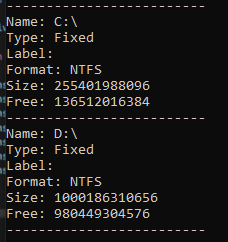 -------------------------
Name: C:\
Type: Fixed
Label:
Format: NTFS
Size: 255401988096
Free: 136512016384
-------------------------
Name: D:\
Type: Fixed
Label:
Format: NTFS
Size: 1000186310656
Free: 980449304576
-------------------------